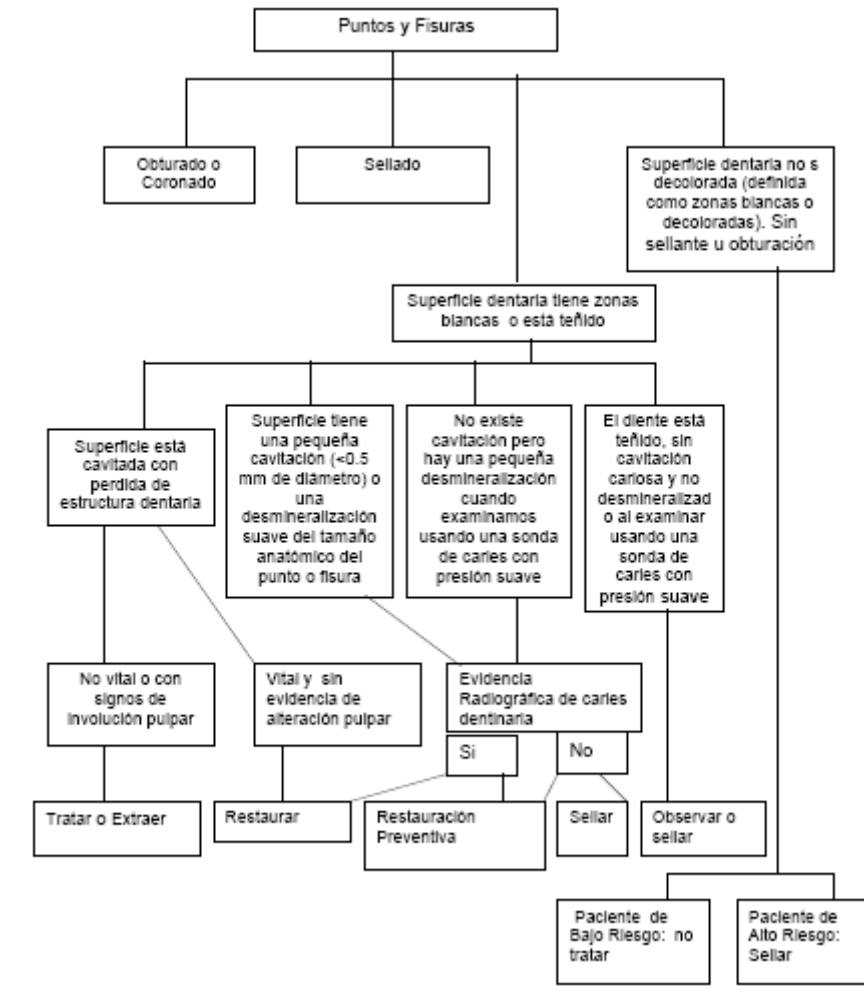 Puntos y Fisuras
Obturado o
Coronado
Sellado
Superficie dentaria no s
decolorada (definida
como zonas blancas o
decoloradas). Sin
sellante u obturación
Superficie dentaria tiene zonas
blancas o está teñido
Superficie está
cavitada con
perdida de
estructura dentaria
Superficie tiene
una pequeña
cavitación (<0.5
mm de diámetro) o
una
desmineralización
suave del tamaño
anatómico del
punto o fisura
No existe
cavitación pero
hay una pequeña
desmineralización
cuando
examinamos
usando una sonda
de caries con
presión suave
El diente está
teñido, sin
cavitación
cariosa y no
desmineralizad
o al examinar
usando una
sonda de
caries con
presión suave
No vital o con
signos de
involución pulpar
Vital y sin
evidencia de
alteración pulpar
Evidencia
Radiográfica de caries
dentinaria
Si
No
Tratar o Extraer
Restaurar
Restauración
Preventiva
Sellar
Observar o
sellar
Paciente de
Bajo Riesgo: no
tratar
Paciente de
Alto Riesgo:
Sellar